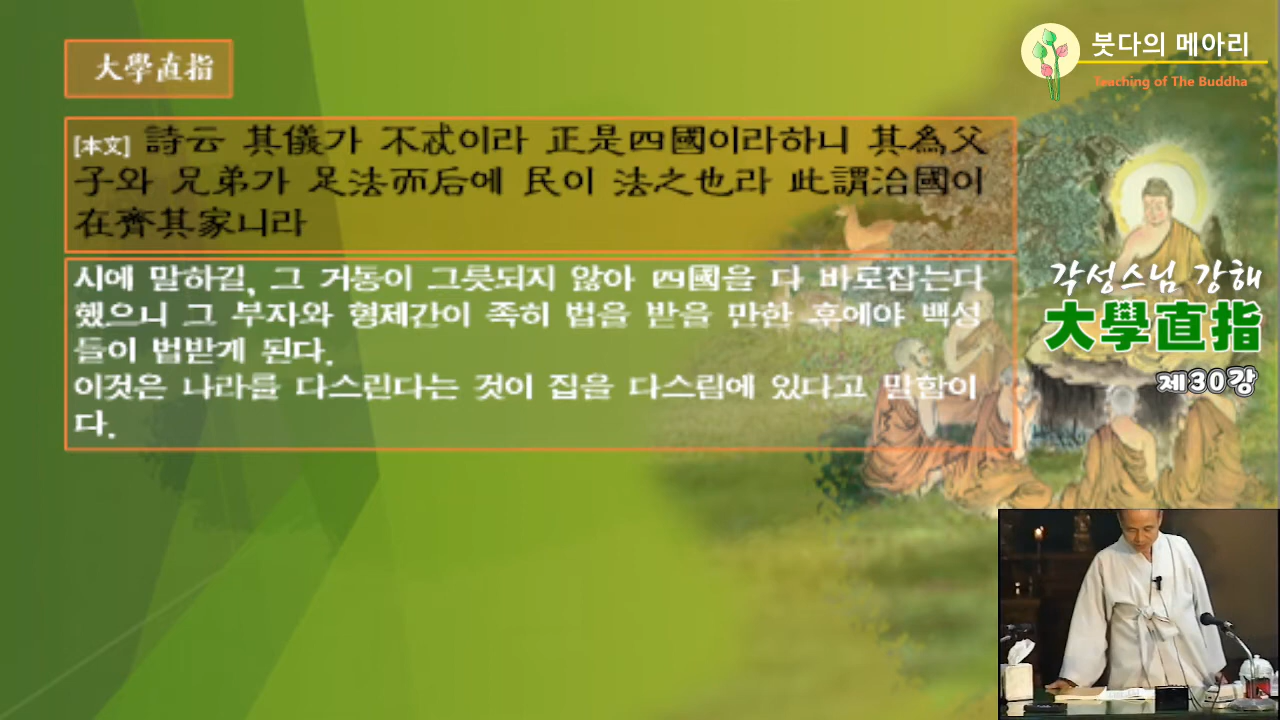 大學直指
붓다의 메아리
Teaching of The Buddha
[本文] 詩云 其儀가 不忒이라 正是四國이라하니 其爲父
子와 兄弟가 足法而后에 民이 法之也라 此謂治國이
在齊其家니라
시에 말하길, 그 거동이 그릇되지 않아 四國을 다 바로잡는다
했으니 그 부자와 형제간이 족히 법을 받을 만한 후에야 백성
들이 법받게 된다.
이것은 나라를 다스린다는 것이 집을 다스림에 있다고 말함이
다.
각성스님 강해
大學直指
제30강